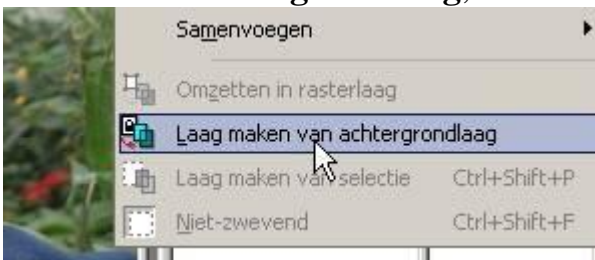 Samenvoegen
Omzetten in rasterlaag
Laag maken van achtergrondlaag
Laag maken van selectie Ctrl+Shift+P
Niet-zwevend Ctrl+Shift+F